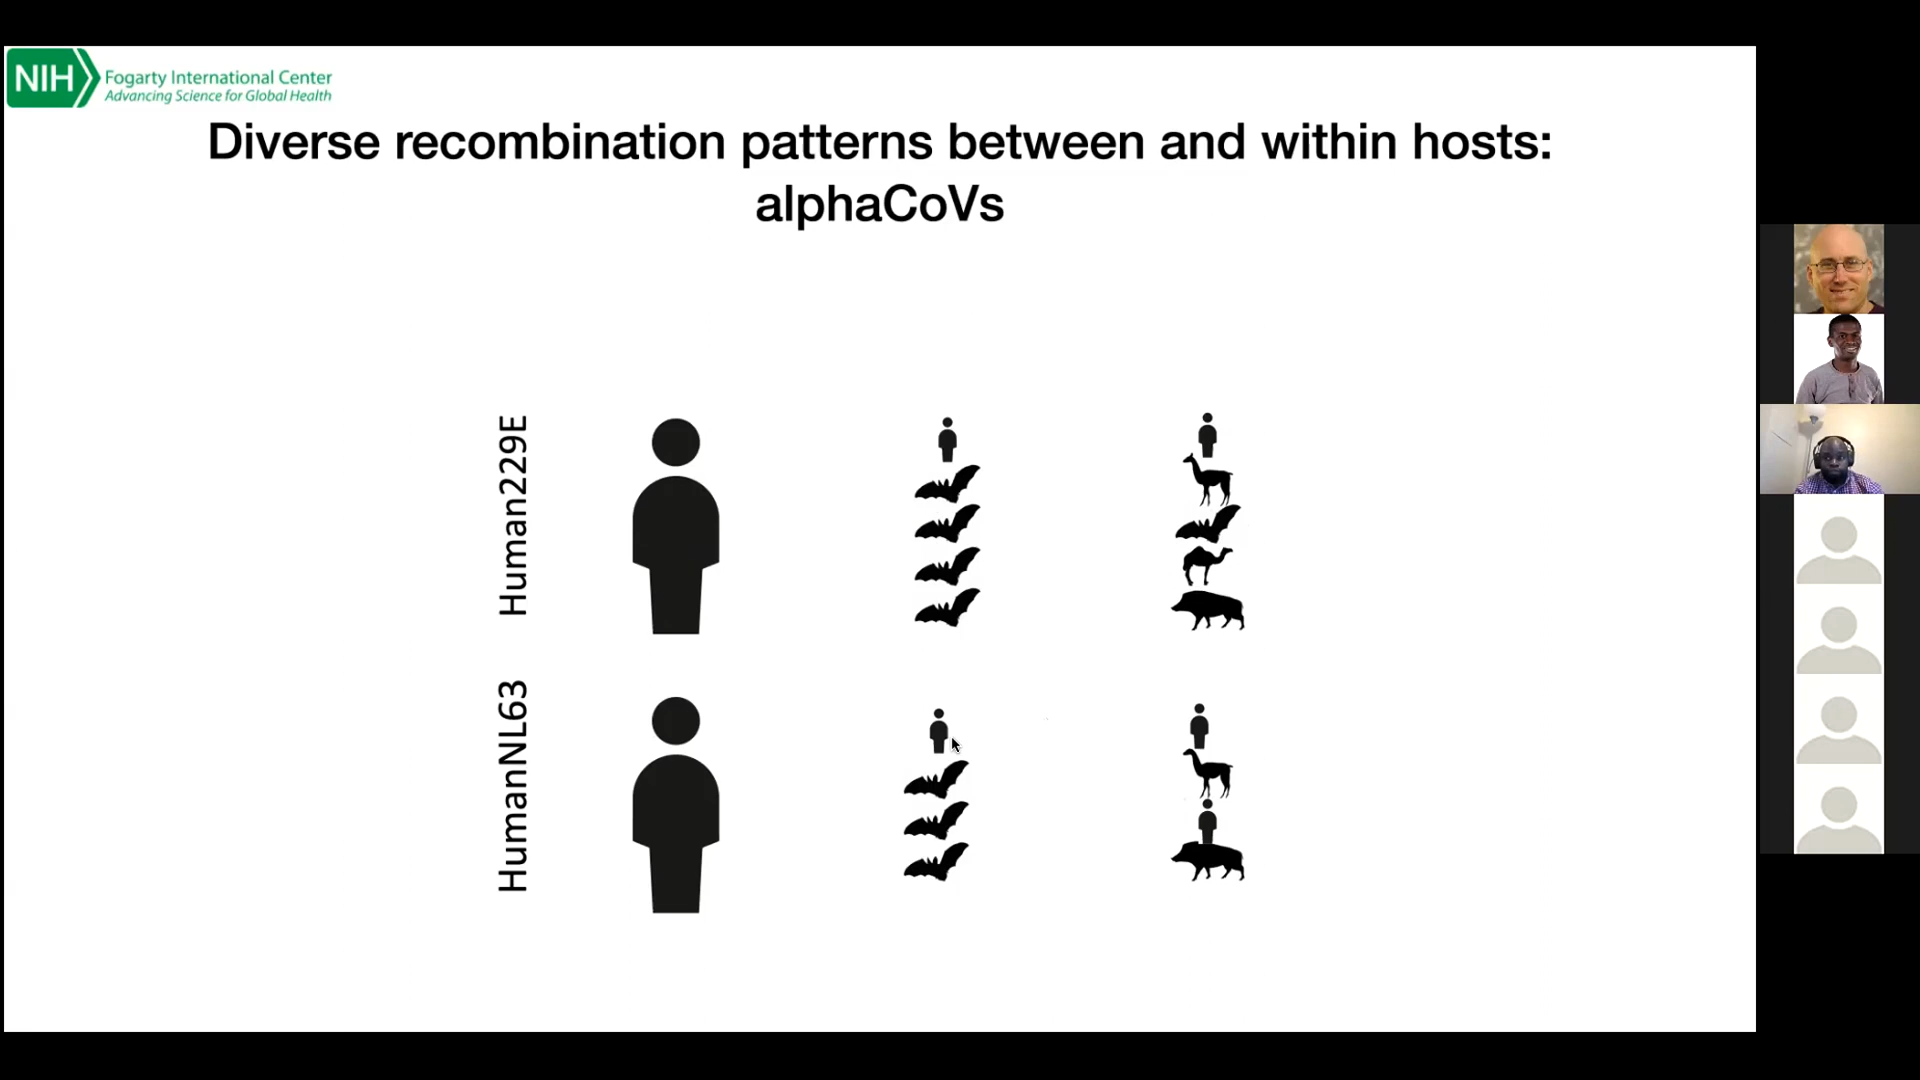 NIH
Fogarty International Center
Advancing Science for Global Health
Diverse recombination patterns between and within hosts:
alphaCoVs
Human229E
HumanNL63